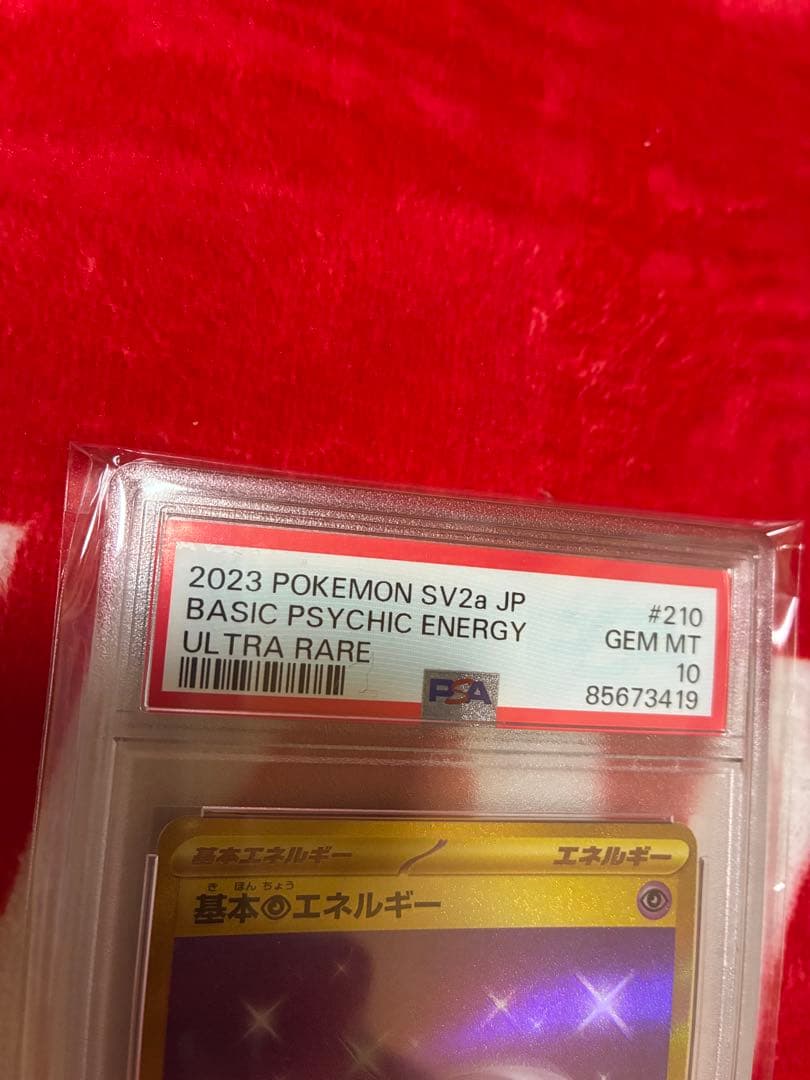 2023 POKEMON SV2a JP #210
BASIC PSYCHIC ENERGY GEM MT
ULTRA RARE 10
PSA 85673419
基本エネルギー エネルギー
き ほん ちょう
基本エネルギー